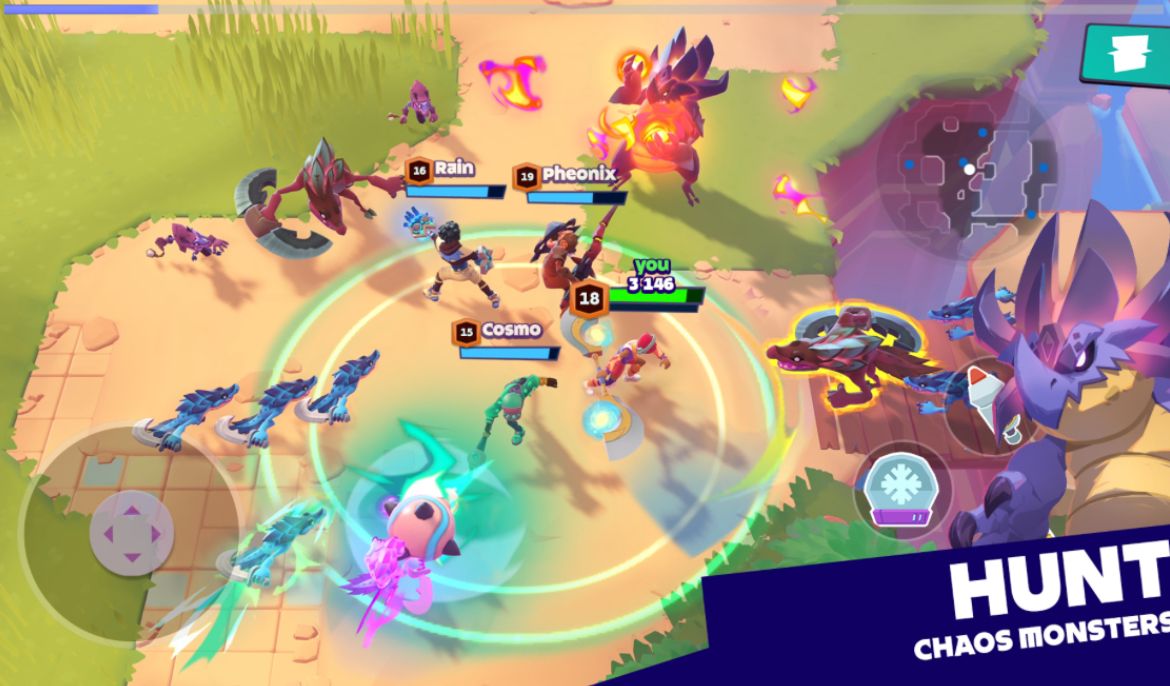 16 Rain
19 Pheonix
you
3 146
18
15 Cosmo
HUNT
CHAOS MONSTERS